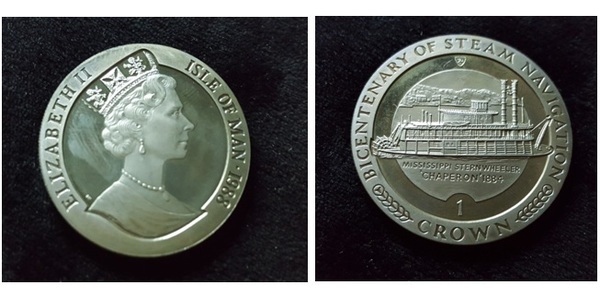 ELIZABETH II
ISLE OF MAN · 1988
BICENTENARY OF STEAM NAVIGATION
MISSISSIPPI STERNWHEELER
'CHAPERON' 1884
1
CROWN